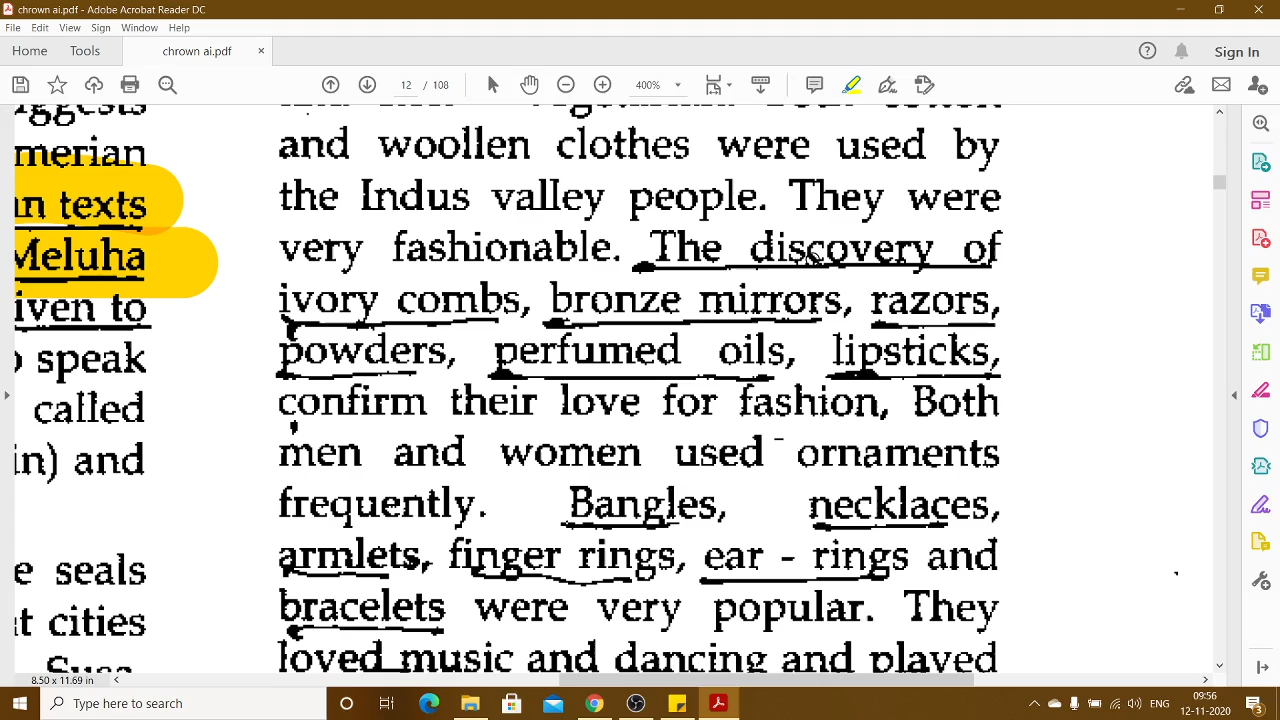 chrown ai.pdf - Adobe Acrobat Reader DC
File Edit View Sign Window Help
Home Tools chrown ai.pdf × Sign In
12 / 108 400%
iggests
merian
an texts
Meluha
iven to
speak
called
in) and
e seals
t cities
Susa
and woollen clothes were used by
the Indus valley people. They were
very fashionable. The discovery of
ivory combs, bronze mirrors, razors,
powders, perfumed oils, lipsticks,
confirm their love for fashion, Both
men and women used ornaments
frequently. Bangles, necklaces,
armlets, finger rings, ear - rings and
bracelets were very popular. They
loved music and dancing and played
8.50 x 11.69 in
Type here to search
ENG
09:56
12-11-2020
3